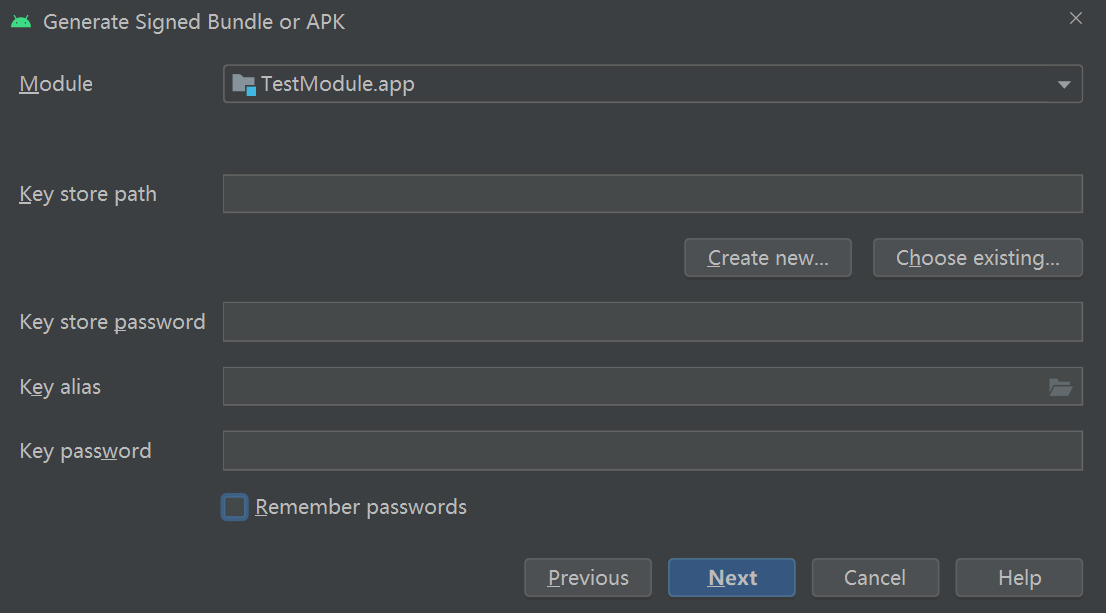 Generate Signed Bundle or APK
Module TestModule.app
Key store path
Create new... Choose existing...
Key store password
Key alias
Key password
Remember passwords
Previous Next Cancel Help